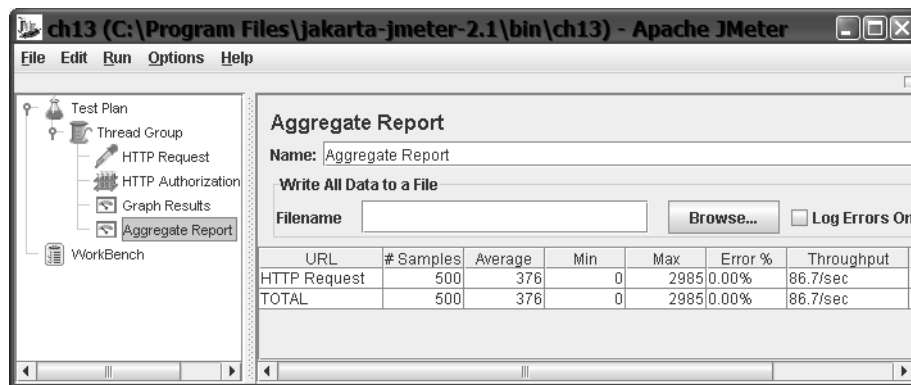 ch13 (C:\Program Files\jakarta-jmeter-2.1\bin\ch13) - Apache JMeter
File Edit Run Options Help
Test Plan
Thread Group
HTTP Request
HTTP Authorization
Graph Results
Aggregate Report
WorkBench
Aggregate Report
Name: Aggregate Report
Write All Data to a File
Filename Browse... Log Errors On
URL # Samples Average Min Max Error % Throughput
HTTP Request 500 376 0 2985 0.00% 86.7/sec
TOTAL 500 376 0 2985 0.00% 86.7/sec